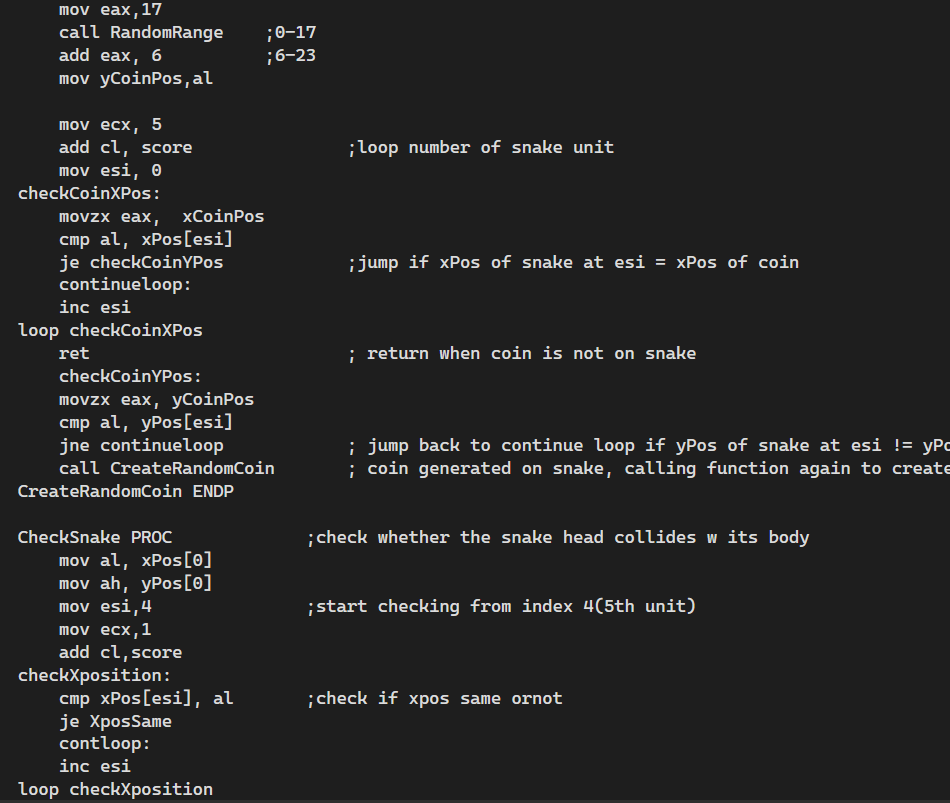 mov eax,17
call RandomRange    ;0-17
add eax, 6          ;6-23
mov yCoinPos,al
mov ecx, 5
add cl, score               ;loop number of snake unit
mov esi, 0
checkCoinXPos:
movzx eax,  xCoinPos
cmp al, xPos[esi]
je checkCoinYPos            ;jump if xPos of snake at esi = xPos of coin
continueloop:
inc esi
loop checkCoinXPos
ret                         ; return when coin is not on snake
checkCoinYPos:
movzx eax, yCoinPos
cmp al, yPos[esi]
jne continueloop            ; jump back to continue loop if yPos of snake at esi != yPo
call CreateRandomCoin       ; coin generated on snake, calling function again to create
CreateRandomCoin ENDP
CheckSnake PROC             ;check whether the snake head collides w its body
mov al, xPos[0]
mov ah, yPos[0]
mov esi,4               ;start checking from index 4(5th unit)
mov ecx,1
add cl,score
checkXposition:
cmp xPos[esi], al       ;check if xpos same ornot
je XposSame
contloop:
inc esi
loop checkXposition